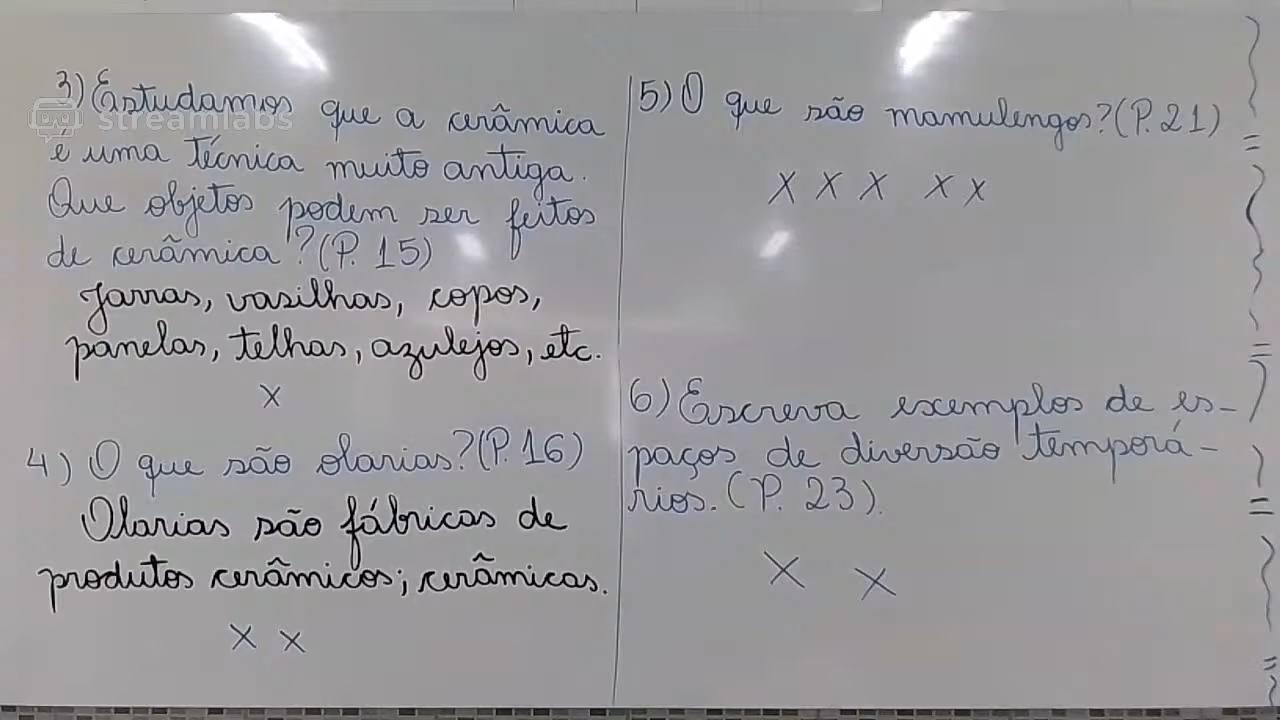 3) Estudamos que a cerâmica
é uma técnica muito antiga.
Que objetos podem ser feitos
de cerâmica? (P. 15)
Jarras, vasilhas, copos,
panelas, telhas, azulejos, etc.
X
4) O que são olarias? (P. 16)
Olarias são fábricas de
produtos cerâmicos; cerâmicas.
X X
5) O que são mamulengos? (P. 21)
X X X X X
6) Escreva exemplos de es-
paços de diversão temporá-
rios. (P. 23).
X X
streamlabs